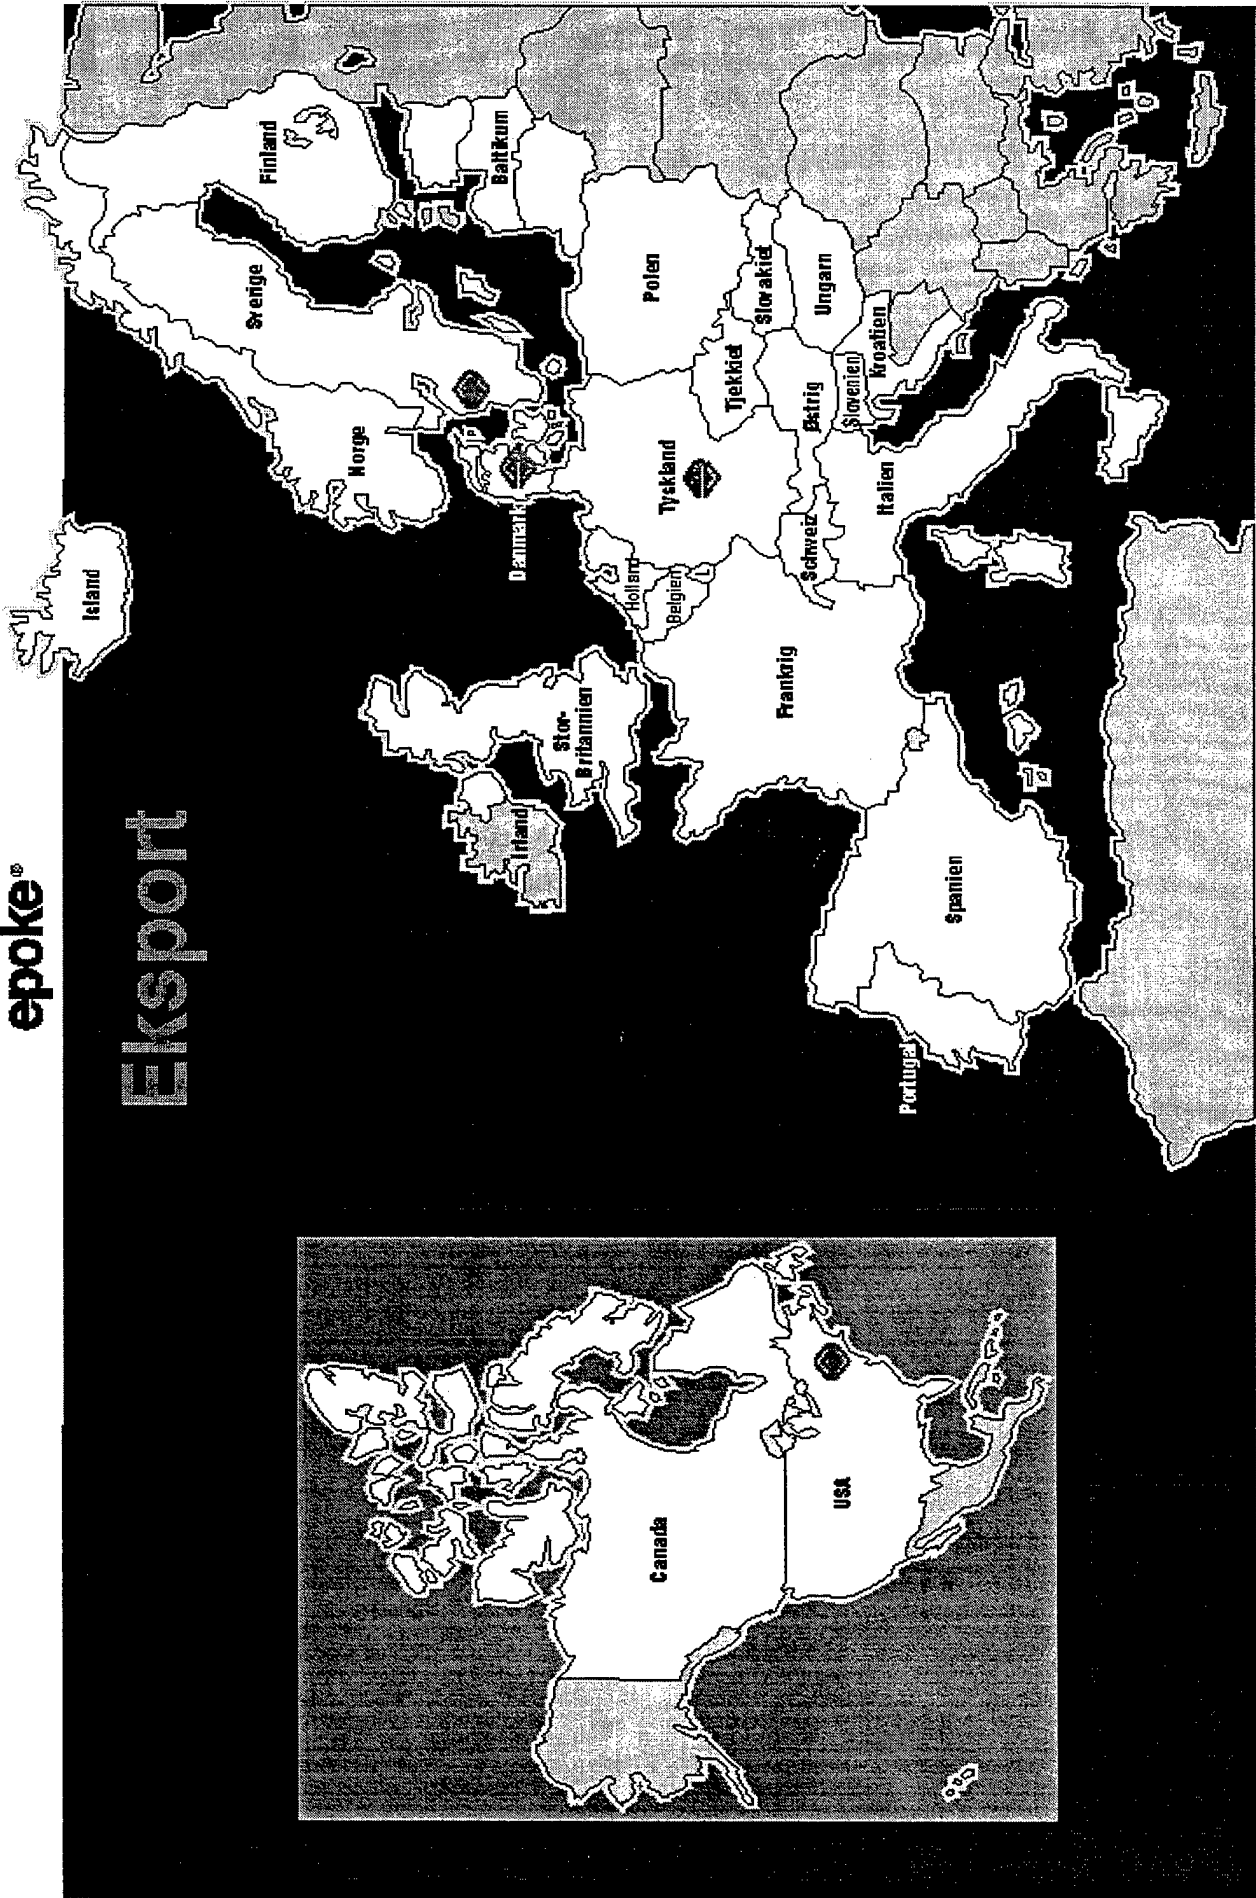 epoke®
Eksport
Island
Finland
Sverige
Norge
Baltikum
Danmark
Irland
Stor-
Britannien
Holland
Belgien
Tyskland
Polen
Tjekkiet
Slovakiet
Frankrig
Schweiz
Østrig
Ungarn
Slovenien
Kroatien
Italien
Portugal
Spanien
Canada
USA